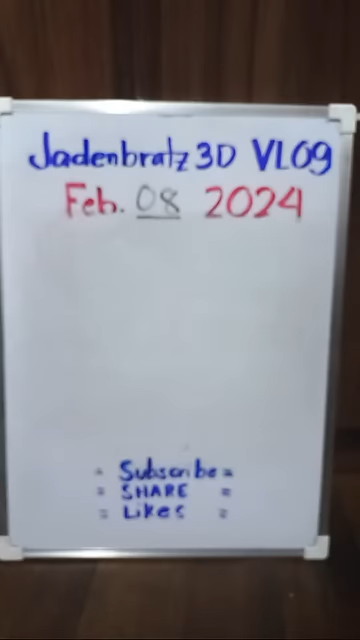 Jadenbratz 3D VLOg
Feb. 08 2024
= Subscribe =
= SHARE =
= Likes =